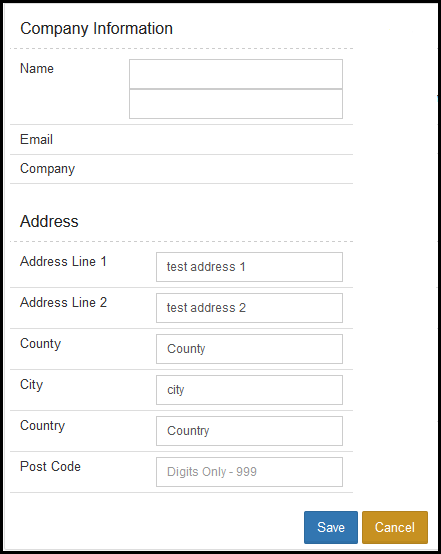 Company Information
Name
Email
Company
Address
Address Line 1 test address 1
Address Line 2 test address 2
County County
City city
Country Country
Post Code Digits Only - 999
Save Cancel